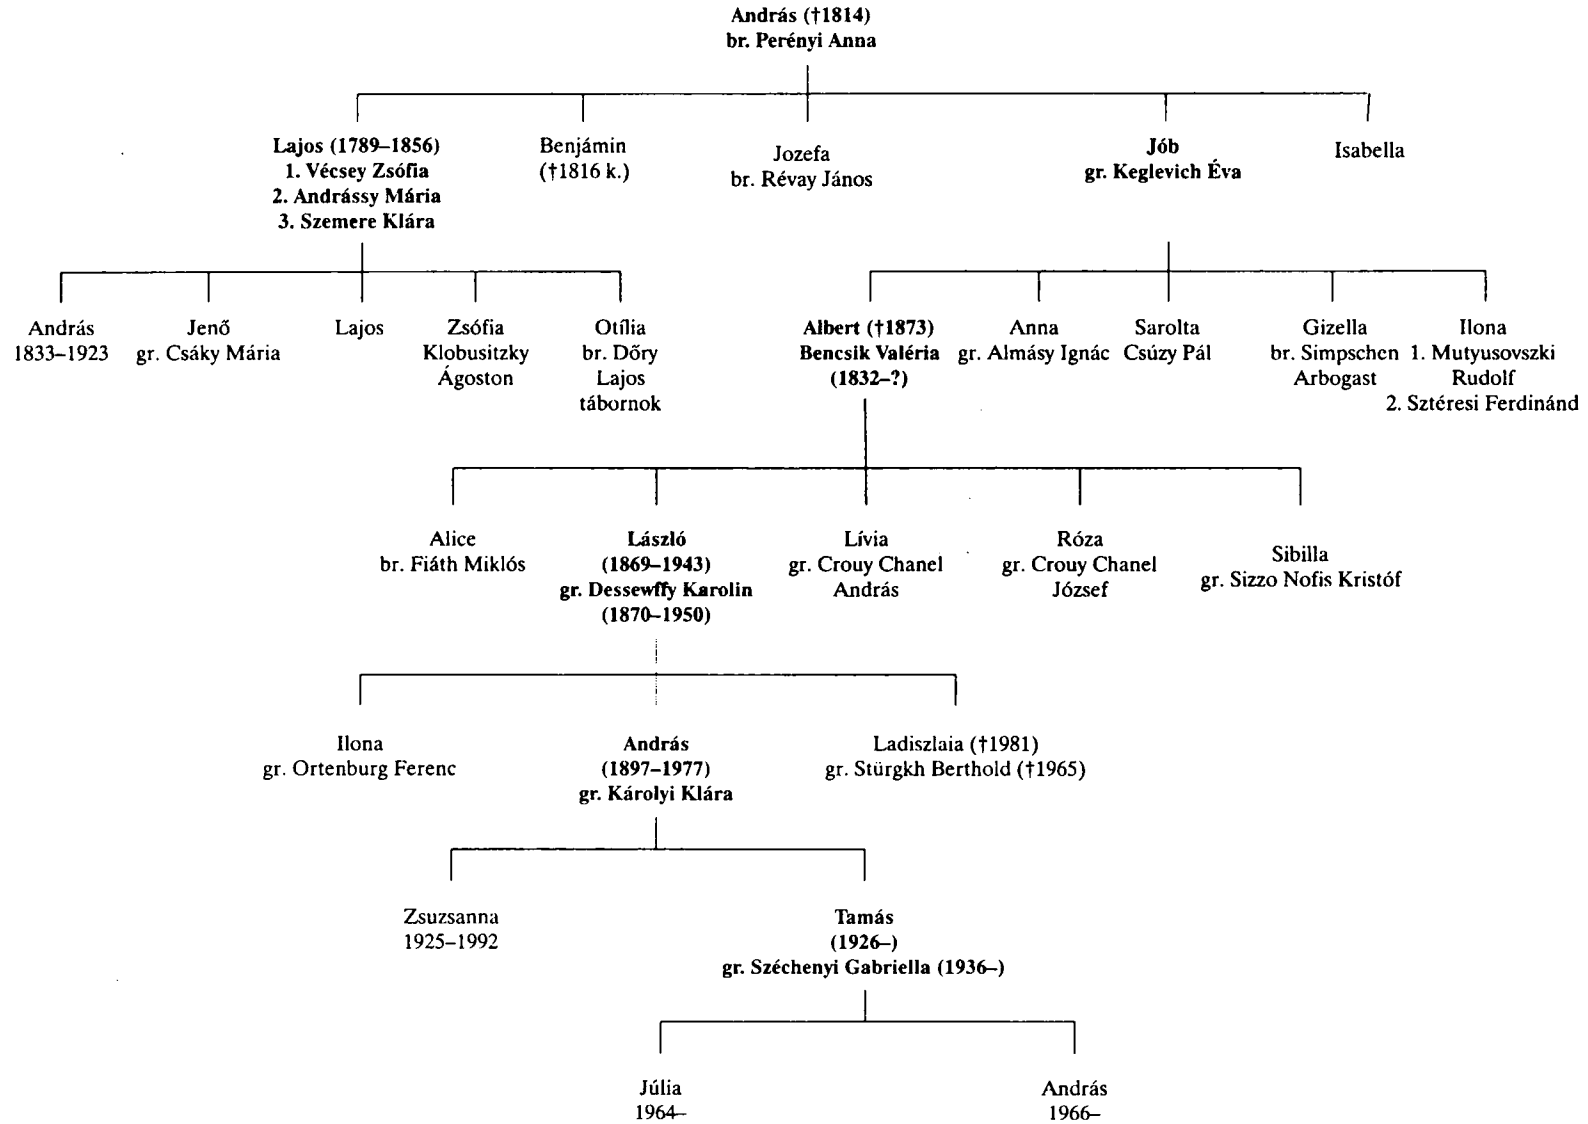 András (†1814)
br. Perényi Anna
Lajos (1789–1856)
1. Vécsey Zsófia
2. Andrássy Mária
3. Szemere Klára
Benjámin
(†1816 k.)
Jozefa
br. Révay János
Jób
gr. Keglevich Éva
Isabella
András
1833–1923
Jenő
gr. Csáky Mária
Lajos
Zsófia
Klobusitzky
Ágoston
Otília
br. Dőry
Lajos
tábornok
Albert (†1873)
Bencsik Valéria
(1832–?)
Anna
gr. Almásy Ignác
Sarolta
Csúzy Pál
Gizella
br. Simpschen
Arbogast
Ilona
1. Mutyusovszki
Rudolf
2. Sztéresi Ferdinánd
Alice
br. Fiáth Miklós
László
(1869–1943)
gr. Dessewffy Karolin
(1870–1950)
Lívia
gr. Crouy Chanel
András
Róza
gr. Crouy Chanel
József
Sibilla
gr. Sizzo Nofis Kristóf
Ilona
gr. Ortenburg Ferenc
András
(1897–1977)
gr. Károlyi Klára
Ladiszlaia (†1981)
gr. Stürgkh Berthold (†1965)
Zsuzsanna
1925–1992
Tamás
(1926–)
gr. Széchenyi Gabriella (1936–)
Júlia
1964–
András
1966–